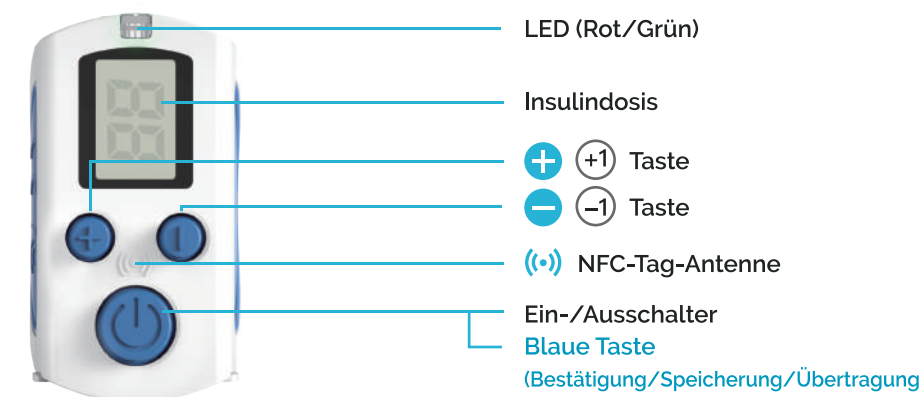 LED (Rot/Grün)
Insulindosis
+1 Taste
−1 Taste
NFC-Tag-Antenne
Ein-/Ausschalter
Blaue Taste
(Bestätigung/Speicherung/Übertragung